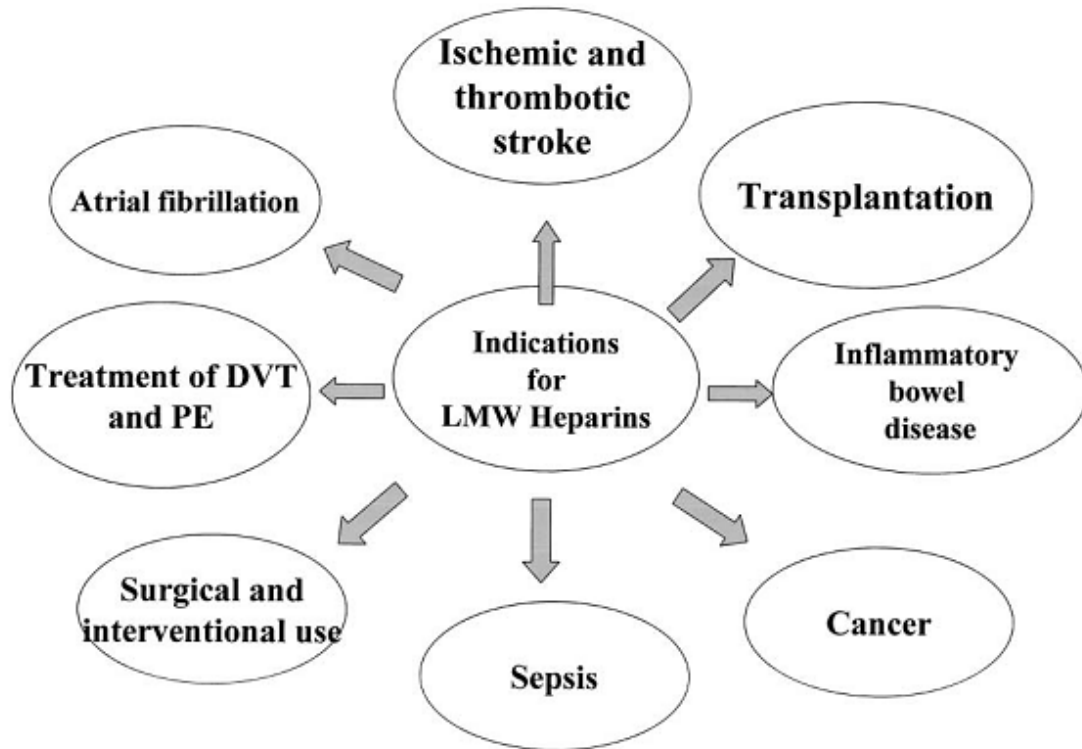 Ischemic and
thrombotic
stroke
Atrial fibrillation
Transplantation
Indications
for
LMW Heparins
Treatment of DVT
and PE
Inflammatory
bowel
disease
Surgical and
interventional use
Sepsis
Cancer